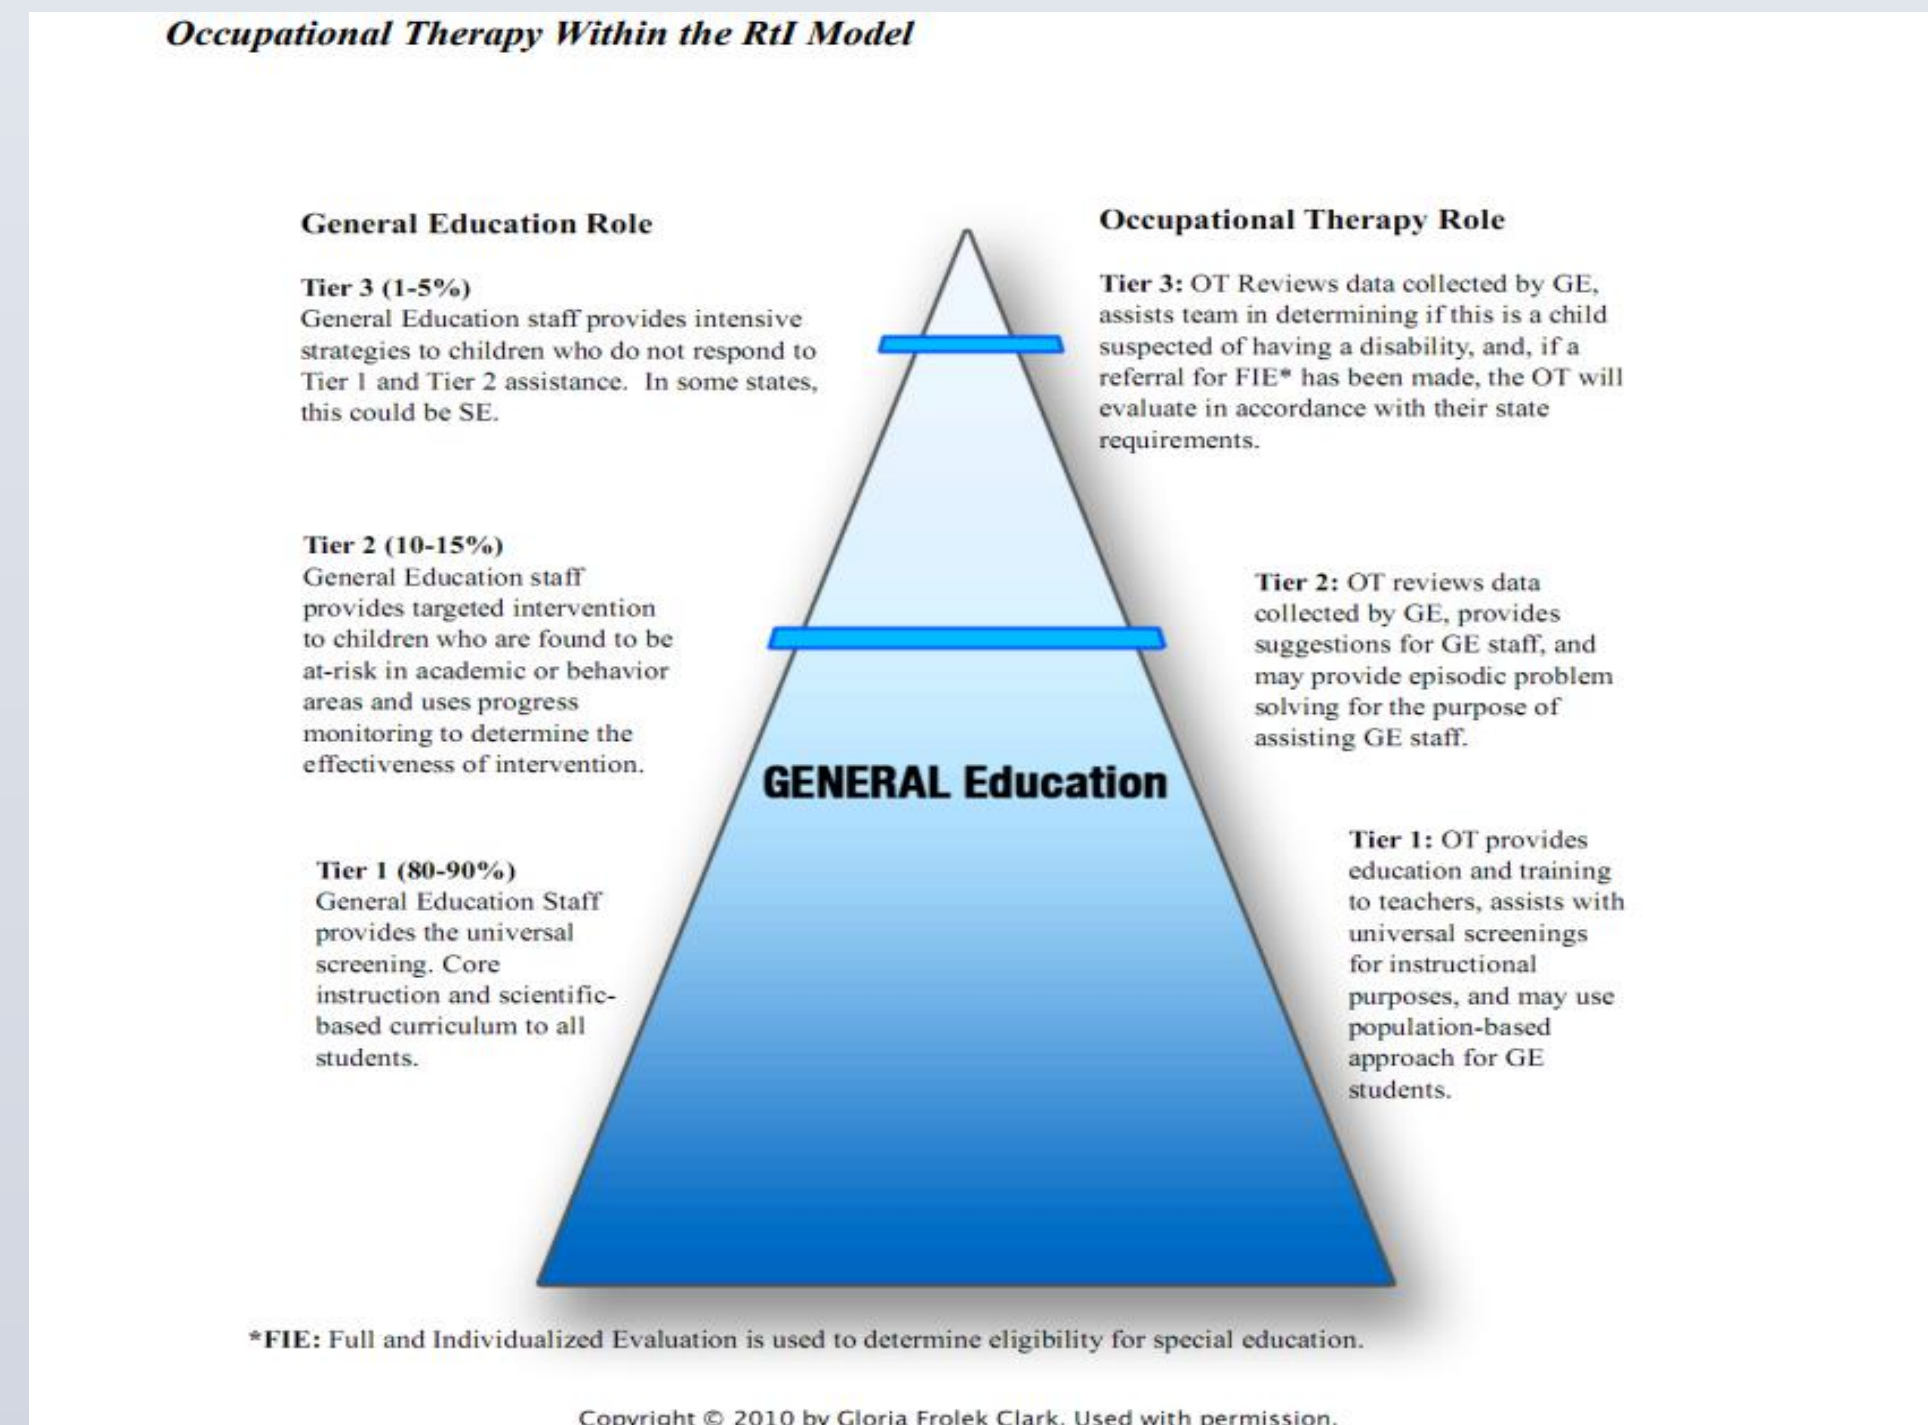 Occupational Therapy Within the RtI Model
General Education Role
Tier 3 (1-5%)
General Education staff provides intensive
strategies to children who do not respond to
Tier 1 and Tier 2 assistance.  In some states,
this could be SE.
Tier 2 (10-15%)
General Education staff
provides targeted intervention
to children who are found to be
at-risk in academic or behavior
areas and uses progress
monitoring to determine the
effectiveness of intervention.
Tier 1 (80-90%)
General Education Staff
provides the universal
screening. Core
instruction and scientific-
based curriculum to all
students.
GENERAL Education
Occupational Therapy Role
Tier 3: OT Reviews data collected by GE,
assists team in determining if this is a child
suspected of having a disability, and, if a
referral for FIE* has been made, the OT will
evaluate in accordance with their state
requirements.
Tier 2: OT reviews data
collected by GE, provides
suggestions for GE staff, and
may provide episodic problem
solving for the purpose of
assisting GE staff.
Tier 1: OT provides
education and training
to teachers, assists with
universal screenings
for instructional
purposes, and may use
population-based
approach for GE
students.
*FIE: Full and Individualized Evaluation is used to determine eligibility for special education.
Copyright © 2010 by Gloria Frolek Clark. Used with permission.